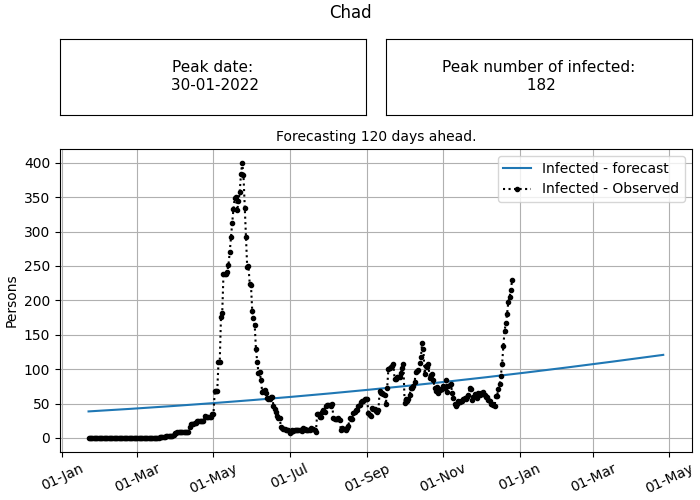 Chad
Peak date:
30-01-2022
Peak number of infected:
182
Forecasting 120 days ahead.
Infected - forecast
Infected - Observed
Persons
400
350
300
250
200
150
100
50
0
01-Jan
01-Mar
01-May
01-Jul
01-Sep
01-Nov
01-Jan
01-Mar
01-May